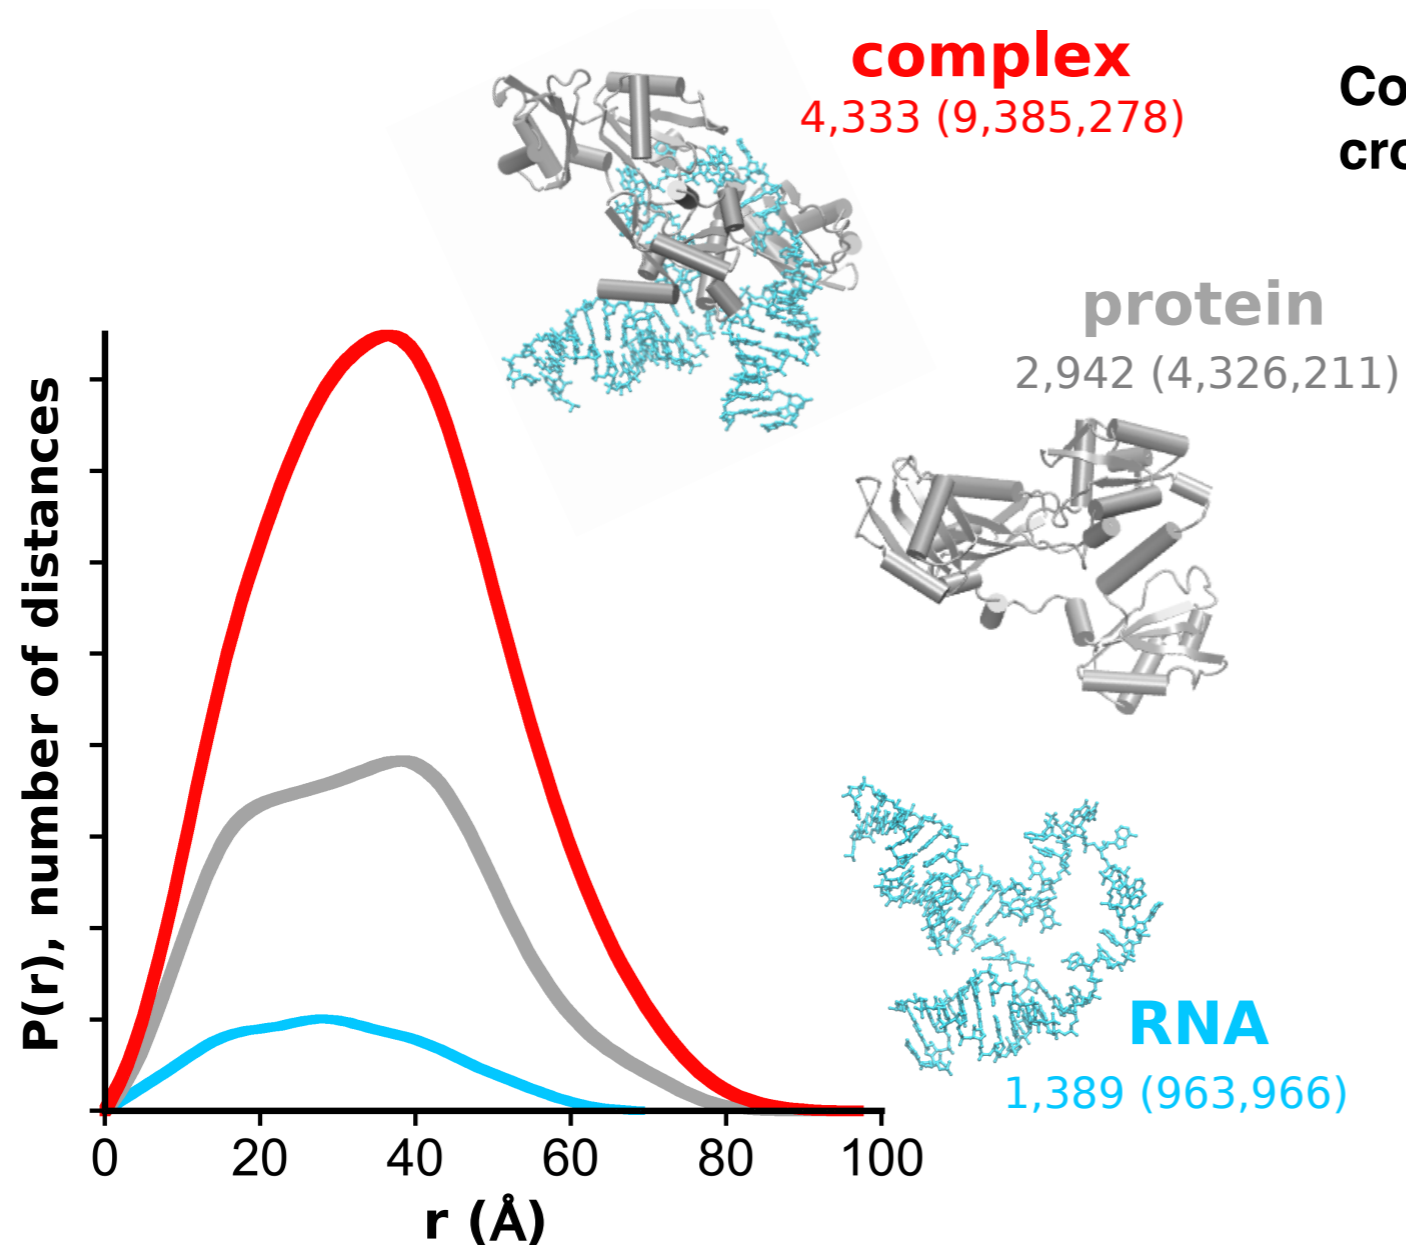 complex
4,333 (9,385,278)
Co
cro
protein
2,942 (4,326,211)
P(r), number of distances
RNA
1,389 (963,966)
0 20 40 60 80 100
r (Å)